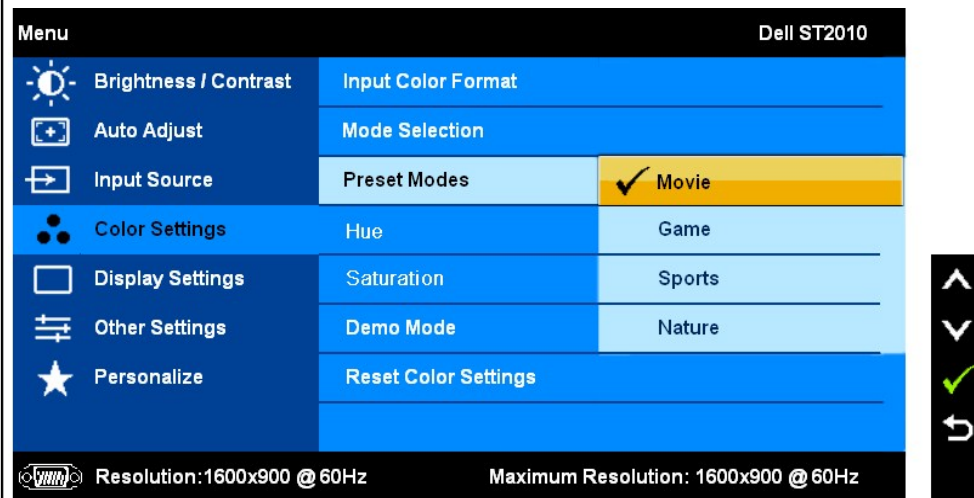 Menu Dell ST2010
Brightness / Contrast Input Color Format
Auto Adjust Mode Selection
Input Source Preset Modes Movie
Color Settings Hue Game
Display Settings Saturation Sports
Other Settings Demo Mode Nature
Personalize Reset Color Settings
Resolution:1600x900 @60Hz Maximum Resolution: 1600x900 @60Hz